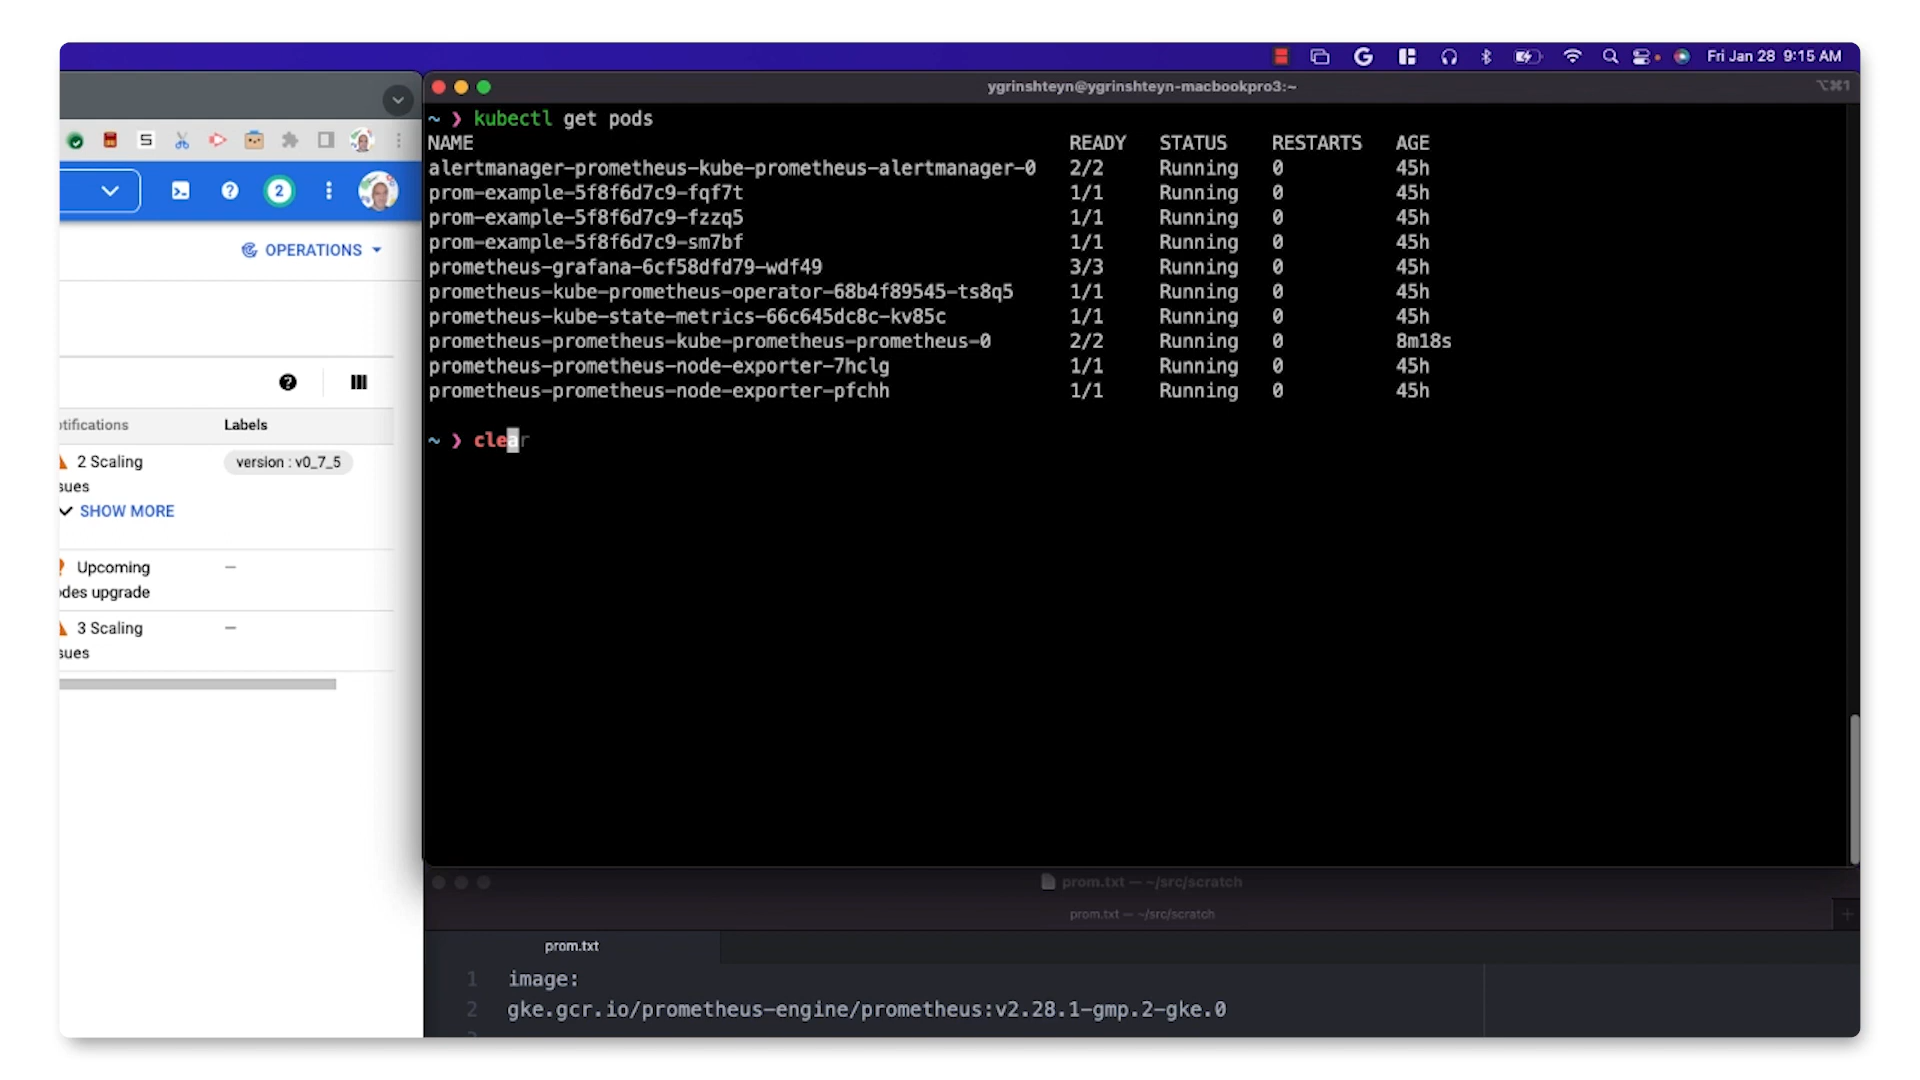 Fri Jan 28 9:15 AM
ygrinshteyn@ygrinshteyn-macbookpro3:~
⌥⌘1
S
2
OPERATIONS
otifications Labels
2 Scaling version : v0_7_5
sues
SHOW MORE
Upcoming —
odes upgrade
3 Scaling —
sues
~ ❯ kubectl get pods
NAME READY STATUS RESTARTS AGE
alertmanager-prometheus-kube-prometheus-alertmanager-0 2/2 Running 0 45h
prom-example-5f8f6d7c9-fqf7t 1/1 Running 0 45h
prom-example-5f8f6d7c9-fzzq5 1/1 Running 0 45h
prom-example-5f8f6d7c9-sm7bf 1/1 Running 0 45h
prometheus-grafana-6cf58dfd79-wdf49 3/3 Running 0 45h
prometheus-kube-prometheus-operator-68b4f89545-ts8q5 1/1 Running 0 45h
prometheus-kube-state-metrics-66c645dc8c-kv85c 1/1 Running 0 45h
prometheus-prometheus-kube-prometheus-prometheus-0 2/2 Running 0 8m18s
prometheus-prometheus-node-exporter-7hclg 1/1 Running 0 45h
prometheus-prometheus-node-exporter-pfchh 1/1 Running 0 45h
~ ❯ clear
prom.txt — ~/src/scratch
prom.txt — ~/src/scratch
prom.txt
1 image:
2 gke.gcr.io/prometheus-engine/prometheus:v2.28.1-gmp.2-gke.0